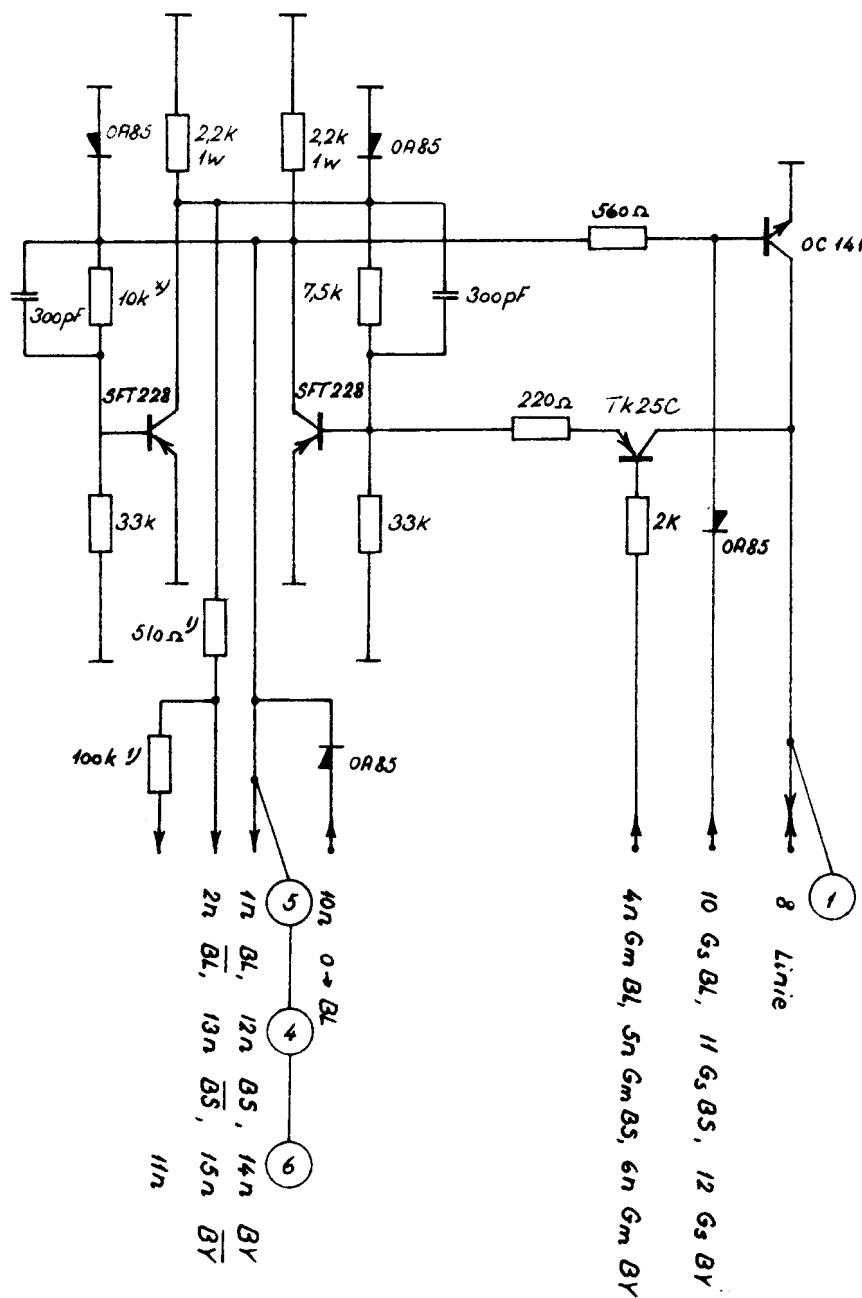 OA85
2,2k
1w
2,2k
1w
OA85
560Ω
OC 141
300pF
10k x)
7,5k
300pF
SFT228
SFT228
220Ω
Tk25C
33k
33k
2K
OA85
510Ω 1)
100k 1)
OA85
1
8 Linie
10 Gs BL, 11 Gs BS, 12 Gs BY
4n Gm BL, 5n Gm BS, 6n Gm BY
10n 0→BL
5
4
6
1n BL, 12n BS, 14n BY
2n B̅L̅, 13n B̅S̅, 15n B̅Y̅
11n